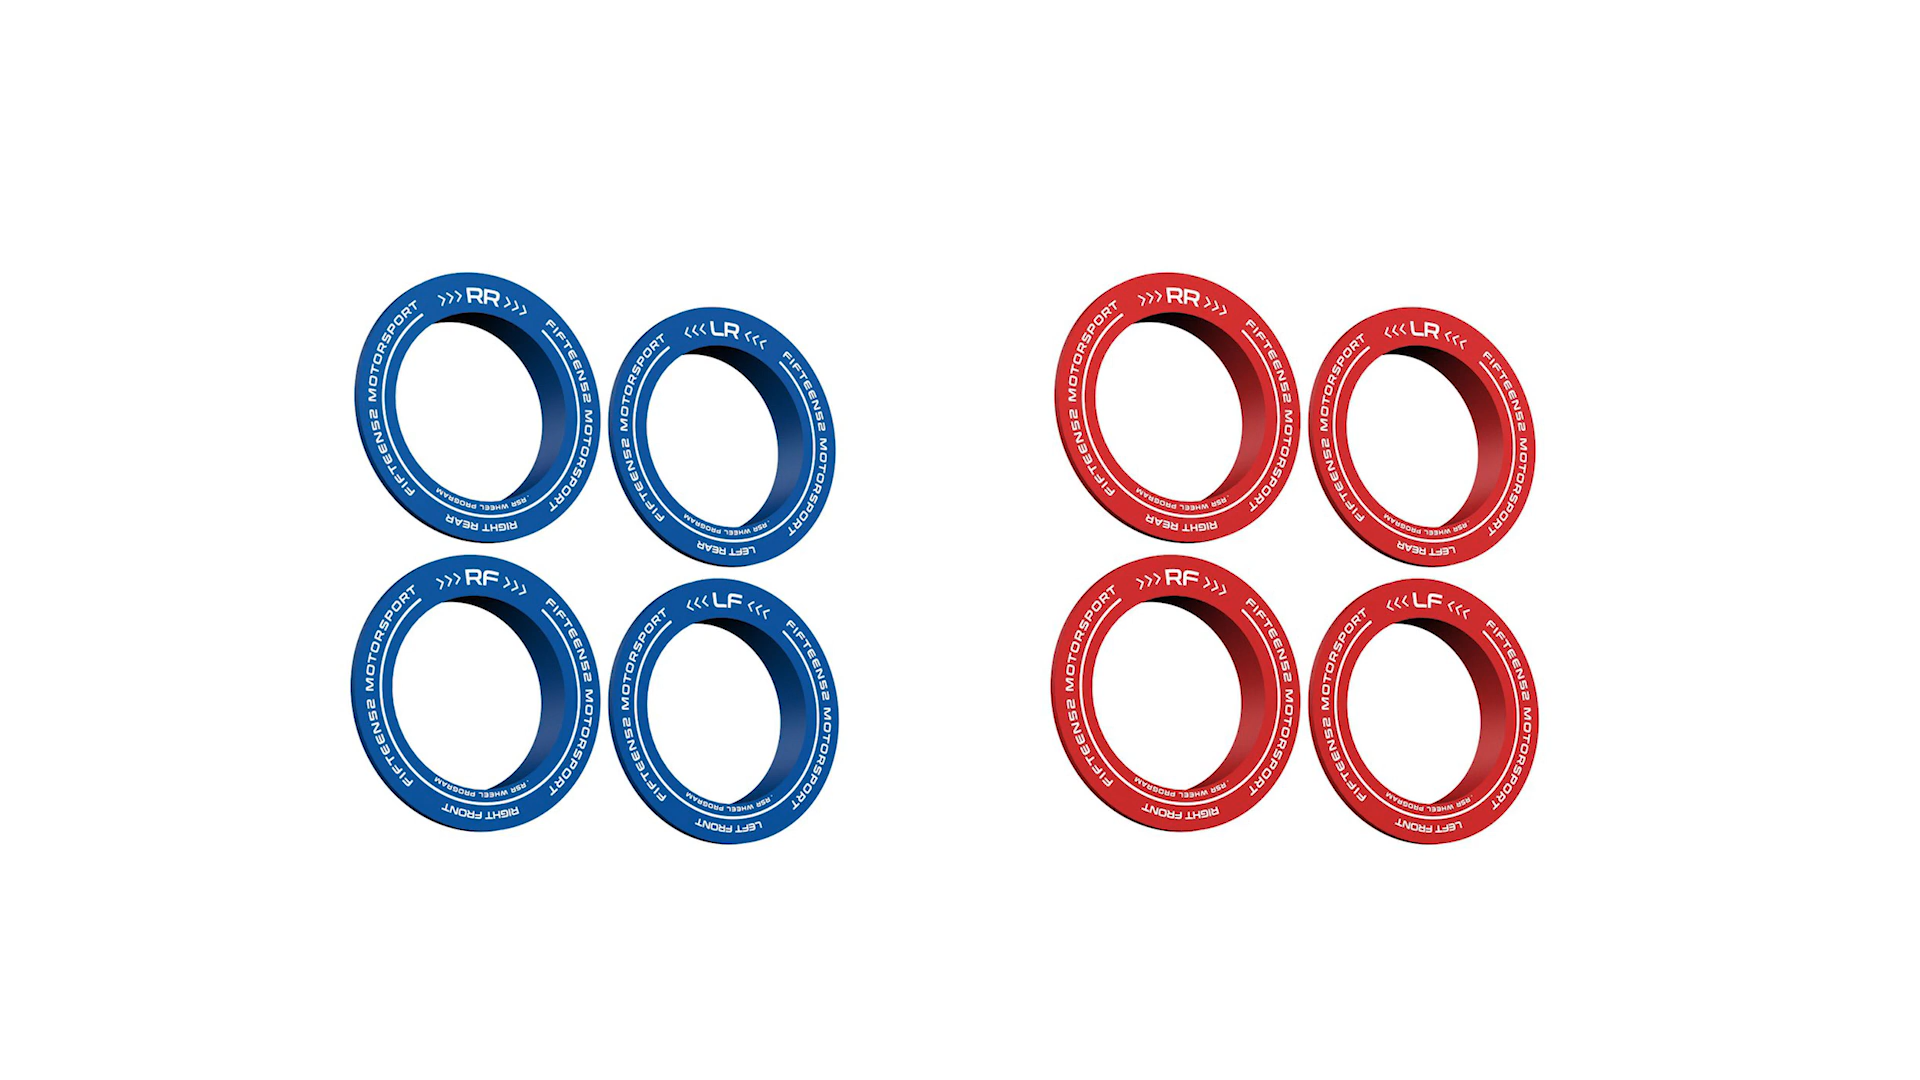 >>> RR >>>
FIFTEEN52 MOTORSPORT
FIFTEEN52 MOTORSPORT
RSR WHEEL PROGRAM.
RIGHT REAR
<<< LR <<<
FIFTEEN52 MOTORSPORT
FIFTEEN52 MOTORSPORT
RSR WHEEL PROGRAM.
LEFT REAR
>>> RR >>>
FIFTEEN52 MOTORSPORT
FIFTEEN52 MOTORSPORT
RSR WHEEL PROGRAM.
RIGHT REAR
<<< LR <<<
FIFTEEN52 MOTORSPORT
FIFTEEN52 MOTORSPORT
RSR WHEEL PROGRAM.
LEFT REAR
>>> RF >>>
FIFTEEN52 MOTORSPORT
FIFTEEN52 MOTORSPORT
RSR WHEEL PROGRAM.
RIGHT FRONT
<<< LF <<<
FIFTEEN52 MOTORSPORT
FIFTEEN52 MOTORSPORT
RSR WHEEL PROGRAM.
LEFT FRONT
>>> RF >>>
FIFTEEN52 MOTORSPORT
FIFTEEN52 MOTORSPORT
RSR WHEEL PROGRAM.
RIGHT FRONT
<<< LF <<<
FIFTEEN52 MOTORSPORT
FIFTEEN52 MOTORSPORT
RSR WHEEL PROGRAM.
LEFT FRONT